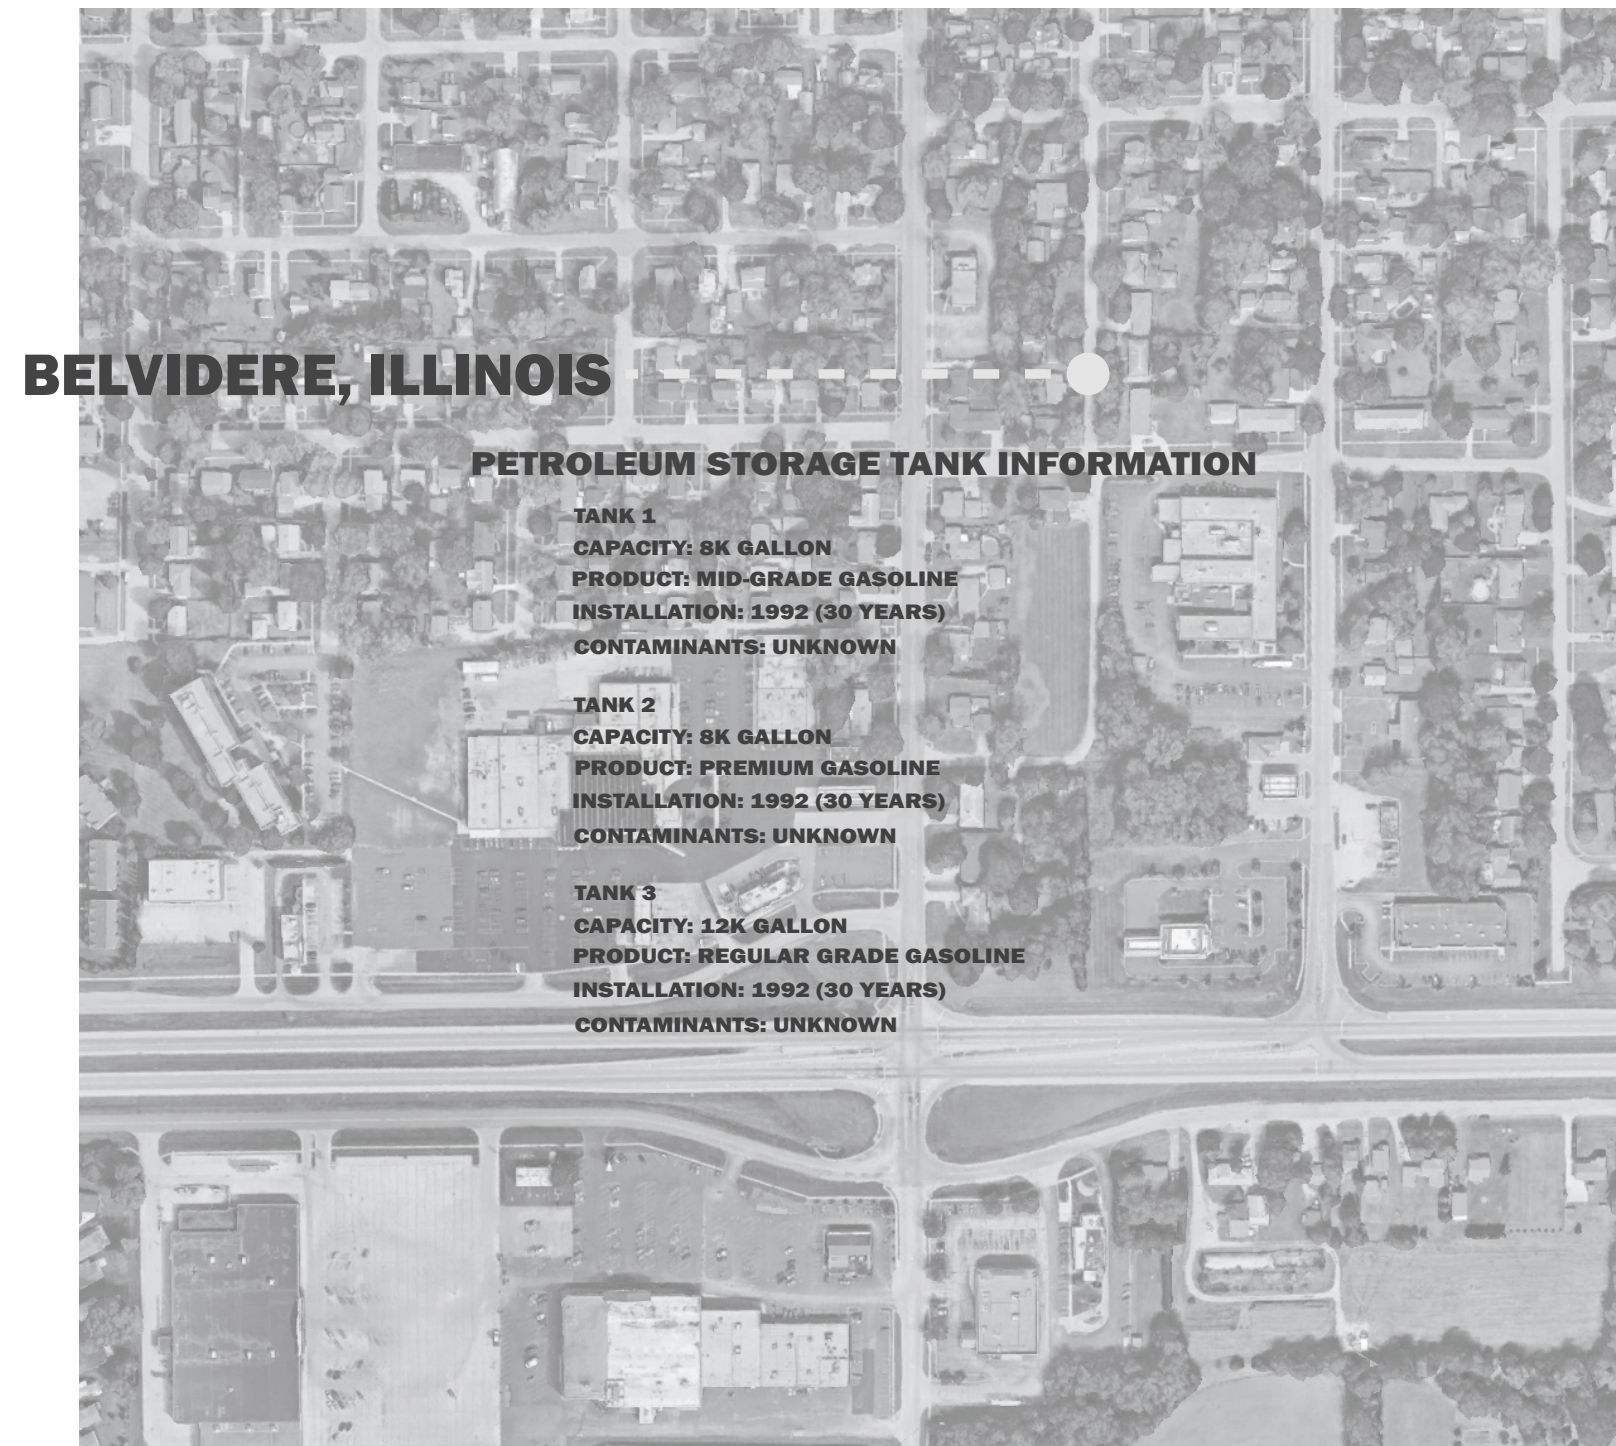 BELVIDERE, ILLINOIS
PETROLEUM STORAGE TANK INFORMATION
TANK 1
CAPACITY: 8K GALLON
PRODUCT: MID-GRADE GASOLINE
INSTALLATION: 1992 (30 YEARS)
CONTAMINANTS: UNKNOWN
TANK 2
CAPACITY: 8K GALLON
PRODUCT: PREMIUM GASOLINE
INSTALLATION: 1992 (30 YEARS)
CONTAMINANTS: UNKNOWN
TANK 3
CAPACITY: 12K GALLON
PRODUCT: REGULAR GRADE GASOLINE
INSTALLATION: 1992 (30 YEARS)
CONTAMINANTS: UNKNOWN